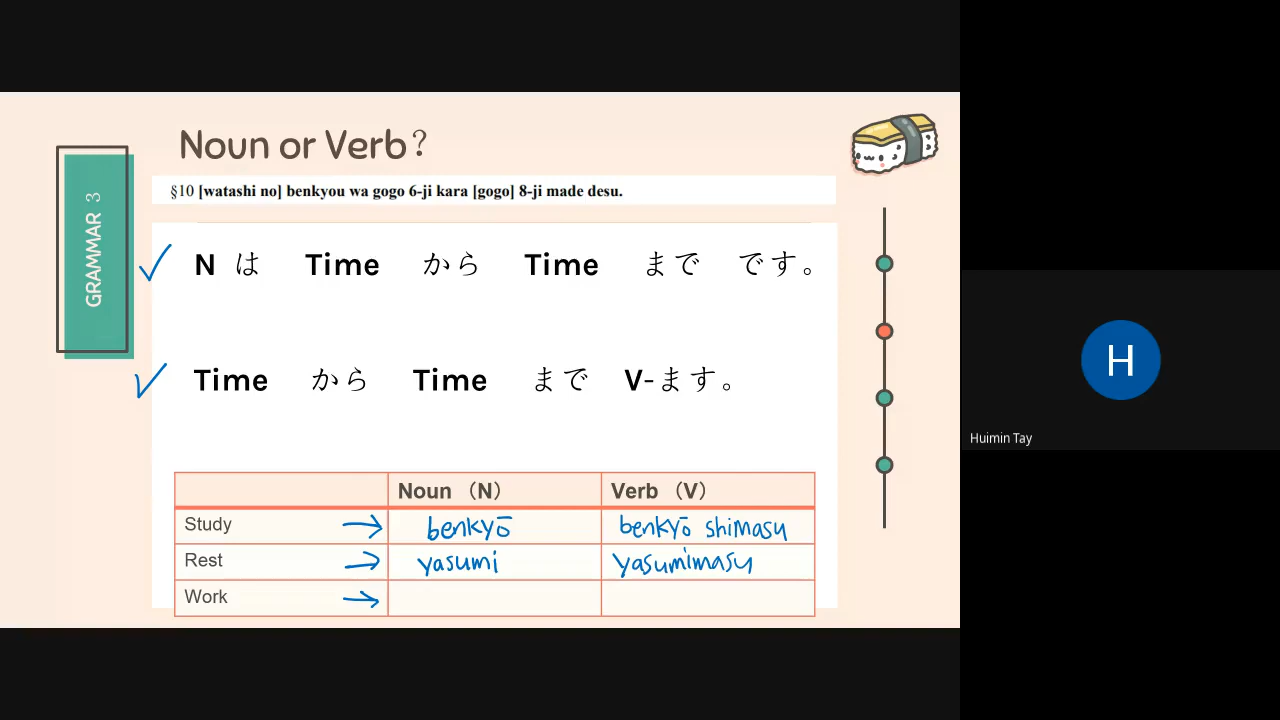 Noun or Verb?
GRAMMAR 3
§10 [watashi no] benkyou wa gogo 6-ji kara [gogo] 8-ji made desu.
N は Time から Time まで です。
Time から Time まで V-ます。
Noun （N） Verb （V）
Study benkyō benkyō shimasu
Rest yasumi yasumimasu
Work
H
Huimin Tay